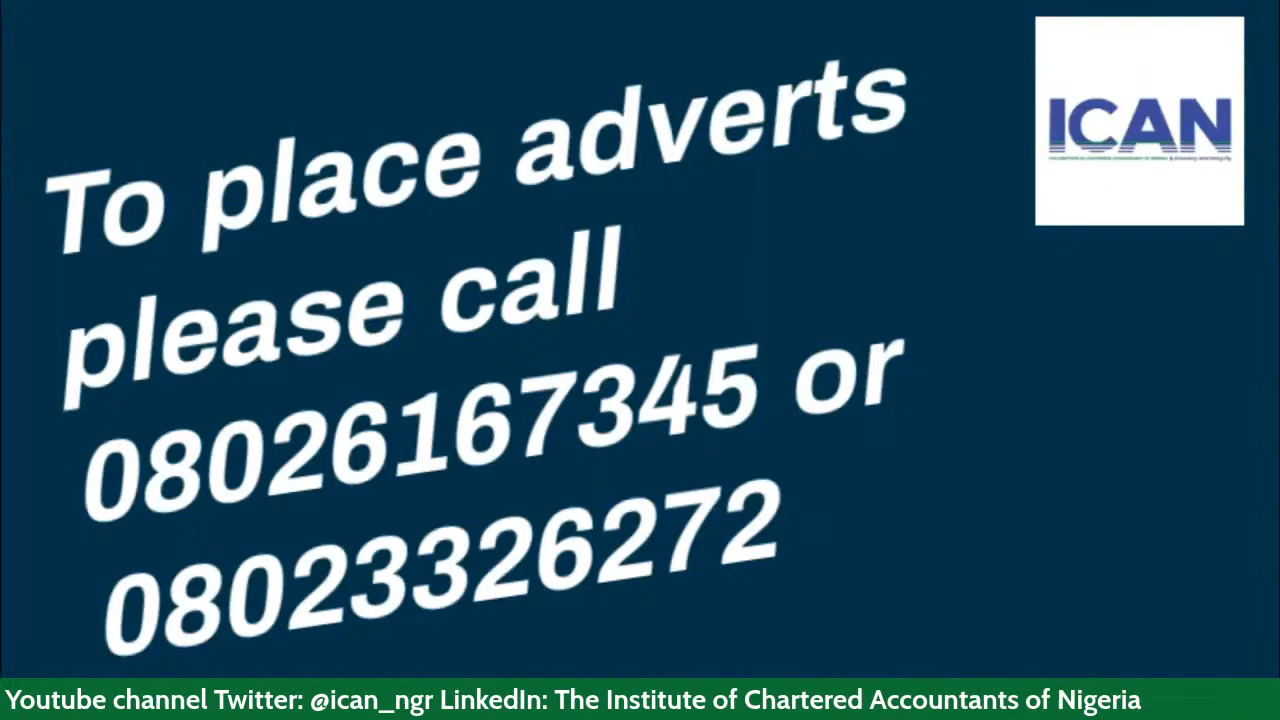 To place adverts
please call
08026167345 or
08023326272
ICAN
Youtube channel Twitter: @ican_ngr LinkedIn: The Institute of Chartered Accountants of Nigeria